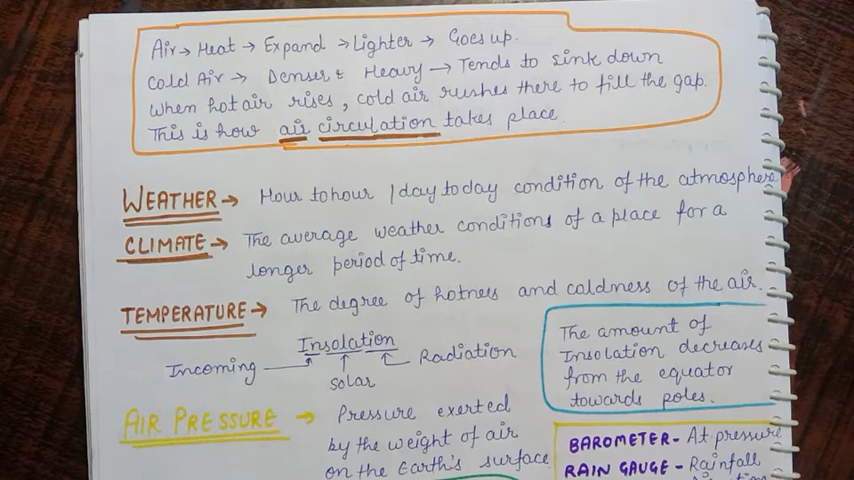 Air → Heat → Expand → Lighter → Goes up.
Cold Air → Denser & Heavy → Tends to sink down
When hot air rises, cold air rushes there to fill the gap.
This is how air circulation takes place.
WEATHER → Hour to hour / day to day condition of the atmosphere
CLIMATE → The average weather conditions of a place for a
longer period of time.
TEMPERATURE → The degree of hotness and coldness of the air.
Insolation
Incoming
Solar
Radiation
The amount of
Insolation decreases
from the equator
towards poles.
AIR PRESSURE → Pressure exerted
by the weight of air
on the Earth's surface
BAROMETER - At pressure
RAIN GAUGE - Rainfall